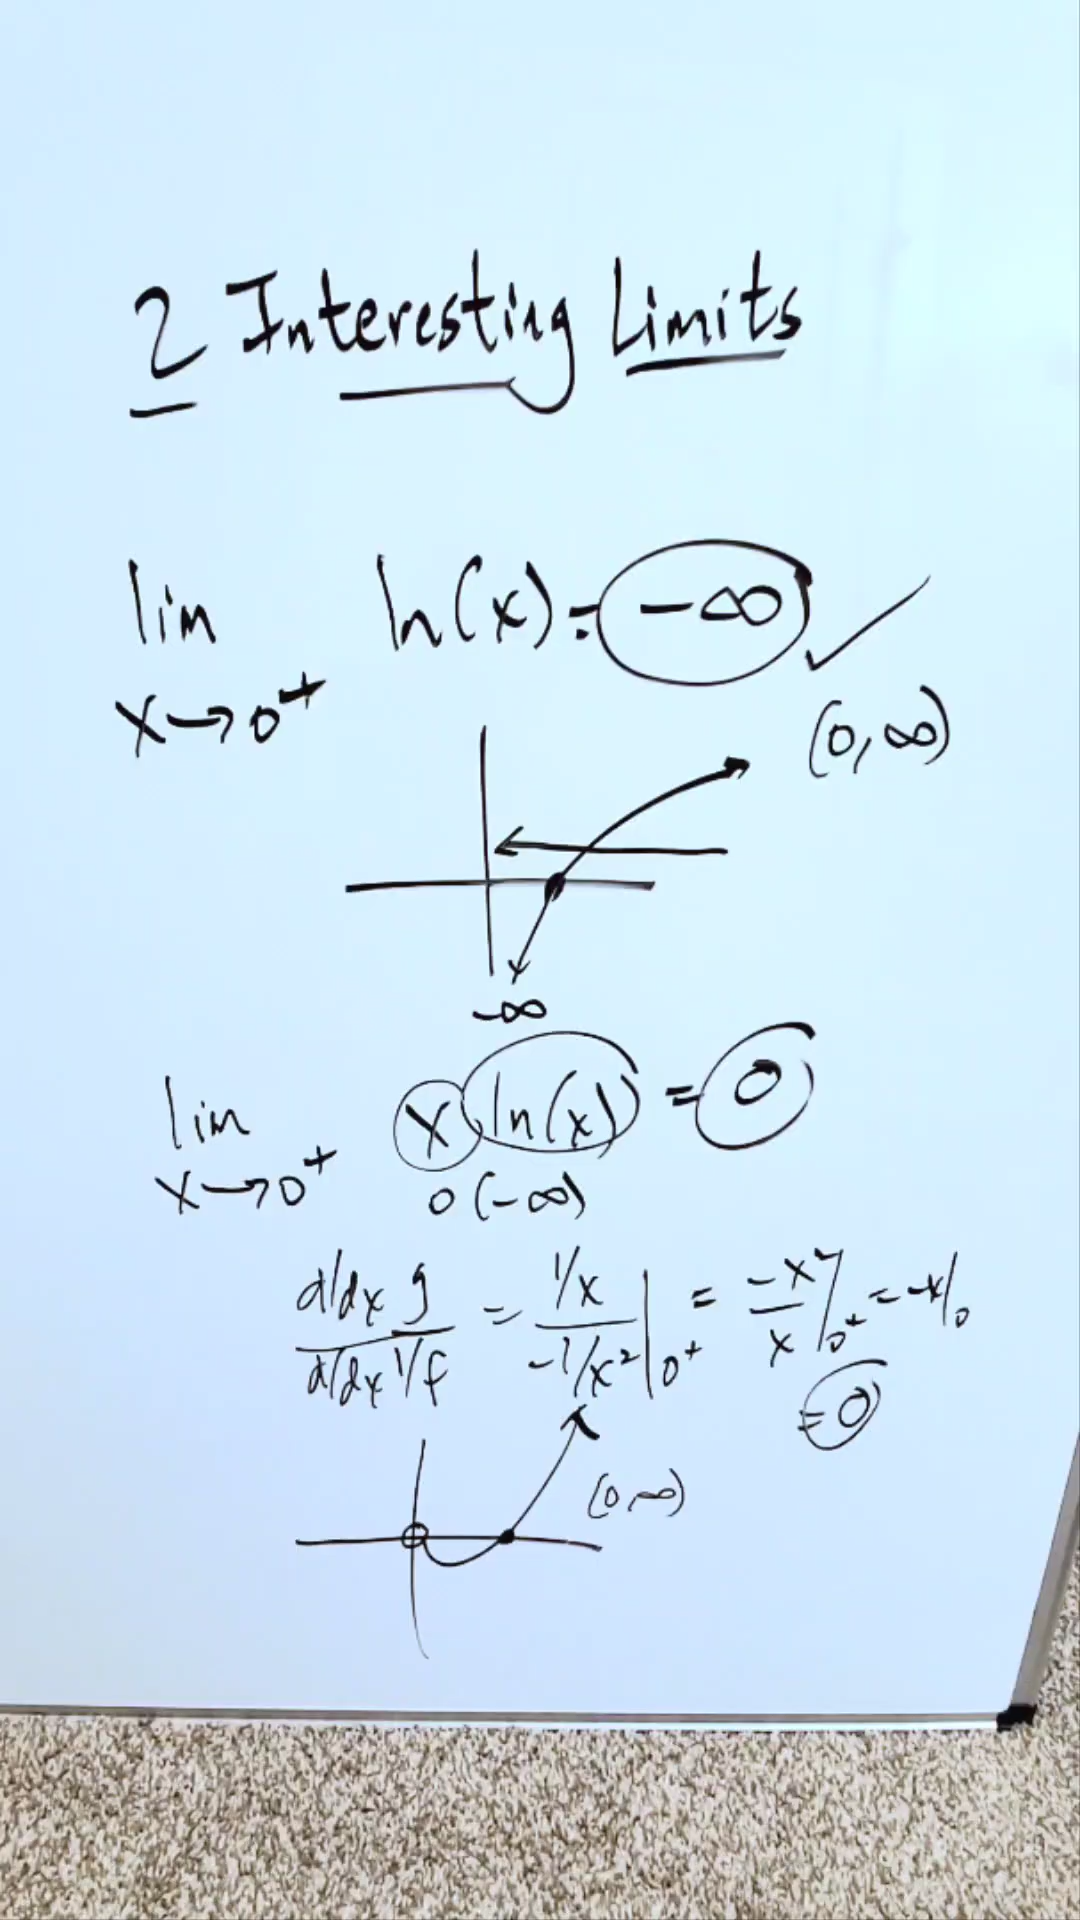 2 Interesting Limits
lim x→0⁺ ln(x) = -∞ ✓
(0,∞)
-∞
lim x→0⁺ x ln(x) = 0
0(-∞)
d/dx g / d/dx 1/f = 1/x / -1/x² |0⁺ = -x²/x |0⁺ = -x|0
= 0
(0,∞)